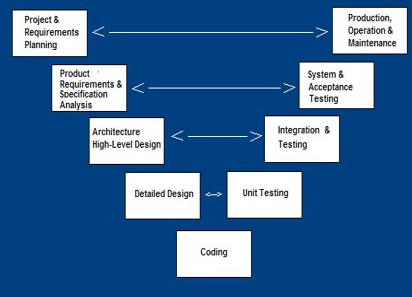 Project &
Requirements
Planning
Production,
Operation &
Maintenance
Product
Requirements &
Specification
Analysis
System &
Acceptance
Testing
Architecture
High-Level Design
Integration &
Testing
Detailed Design
Unit Testing
Coding